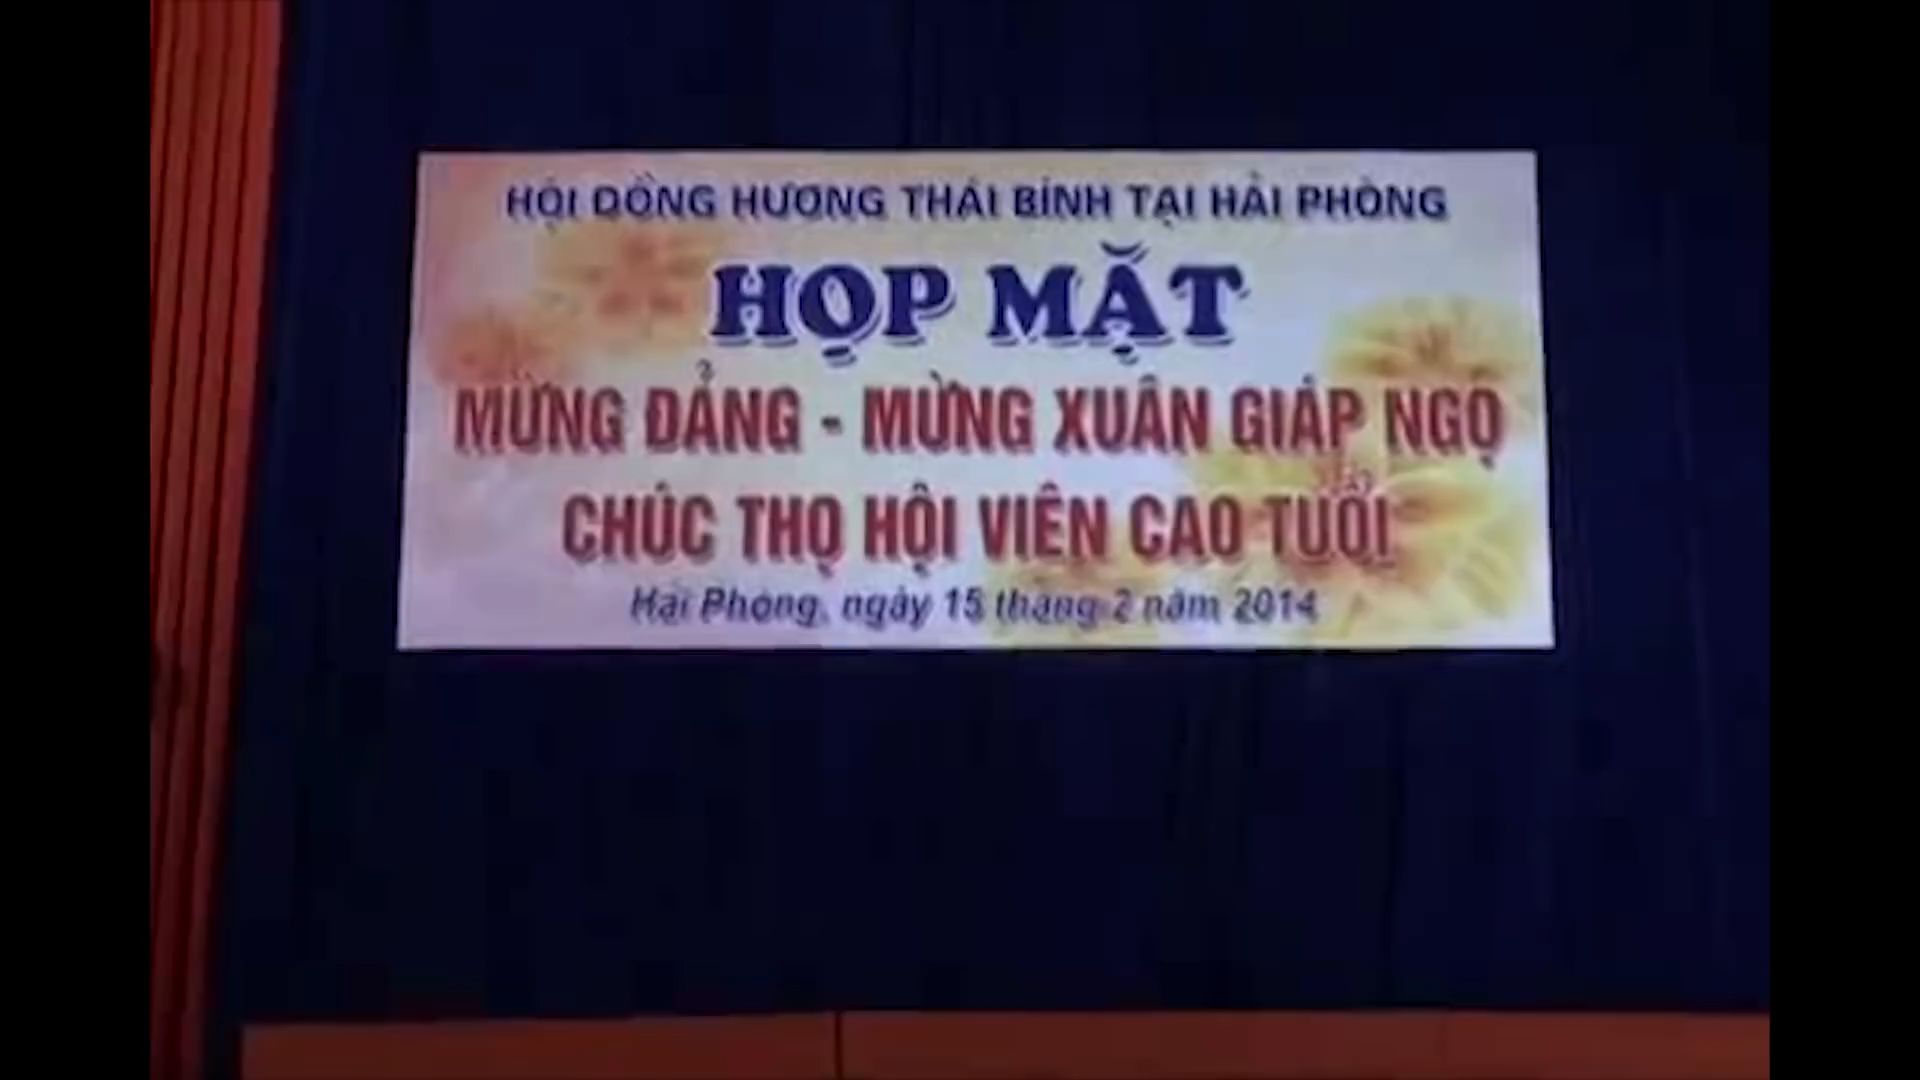 HỘI ĐỒNG HƯƠNG THÁI BÌNH TẠI HẢI PHÒNG
HỌP MẶT
MỪNG ĐẢNG - MỪNG XUÂN GIÁP NGỌ
CHÚC THỌ HỘI VIÊN CAO TUỔI
Hải Phòng, ngày 15 tháng 2 năm 2014